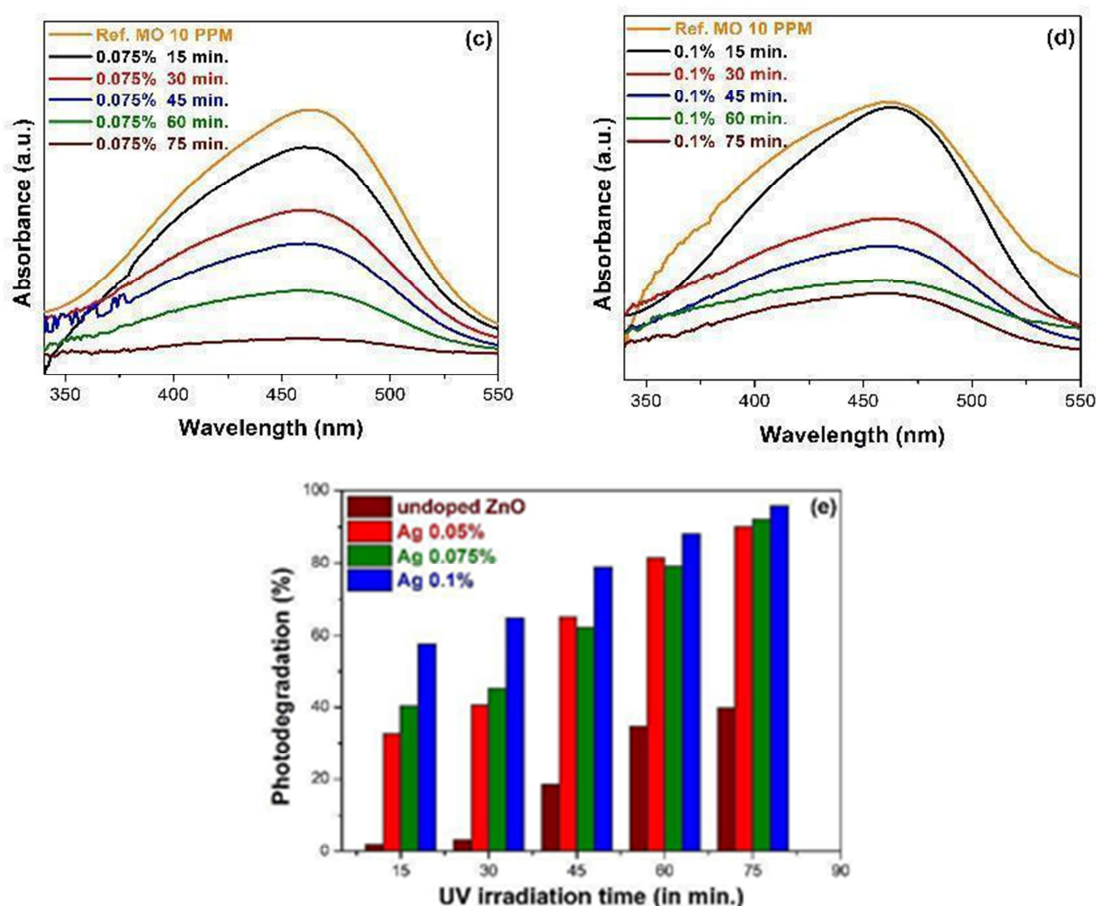 (c)
Ref. MO 10 PPM
0.075% 15 min.
0.075% 30 min.
0.075% 45 min.
0.075% 60 min.
0.075% 75 min.
Absorbance (a.u.)
350 400 450 500 550
Wavelength (nm)
(d)
Ref. MO 10 PPM
0.1% 15 min.
0.1% 30 min.
0.1% 45 min.
0.1% 60 min.
0.1% 75 min.
Absorbance (a.u.)
350 400 450 500 550
Wavelength (nm)
(e)
undoped ZnO
Ag 0.05%
Ag 0.075%
Ag 0.1%
Photodegradation (%)
100
80
60
40
20
0
15 30 45 60 75 90
UV irradiation time (in min.)